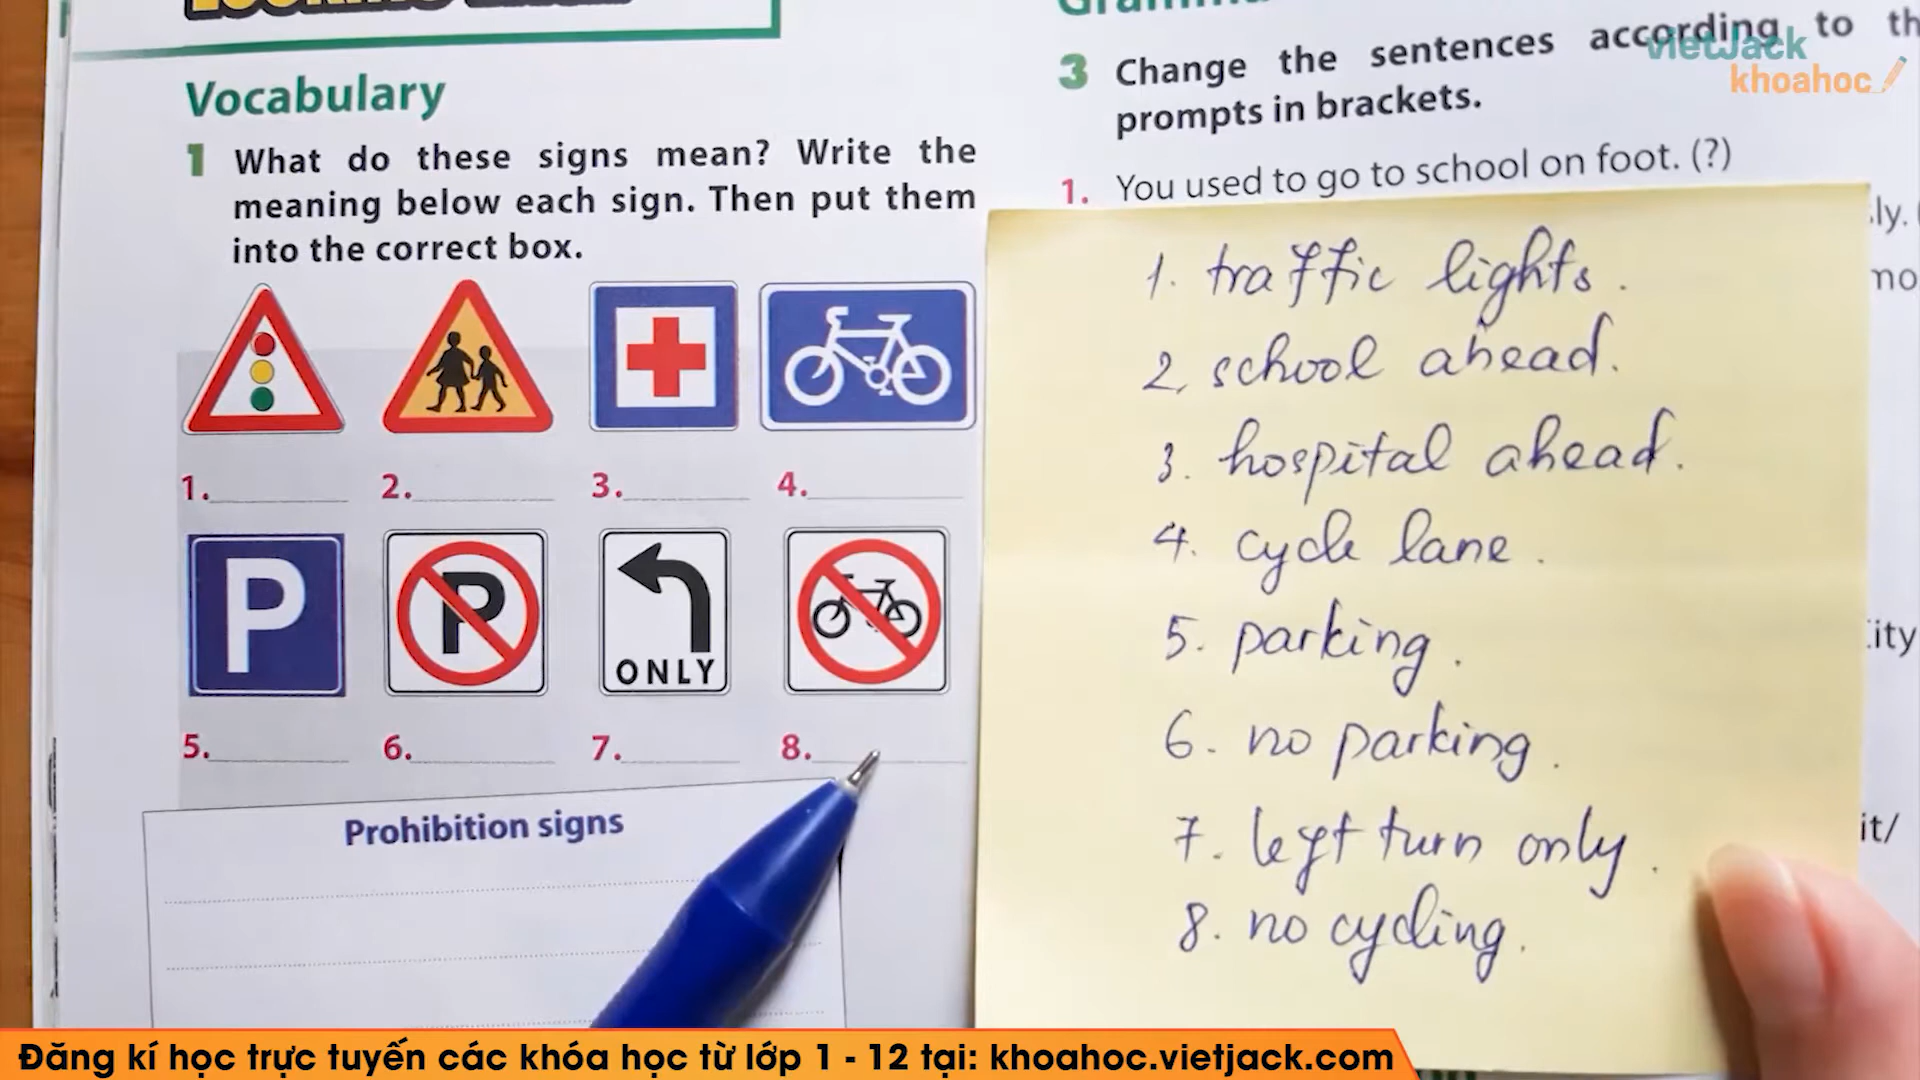 Vocabulary
1 What do these signs mean? Write the
meaning below each sign. Then put them
into the correct box.
1.
2.
3.
4.
P
P
ONLY
5.
6.
7.
8.
Prohibition signs
3 Change the sentences according to
prompts in brackets.
1. You used to go to school on foot. (?)
vietJack
khoahoc
1. traffic lights.
2. school ahead.
3. hospital ahead.
4. cycle lane.
5. parking.
6. no parking.
7. left turn only.
8. no cycling.
Đăng kí học trực tuyến các khóa học từ lớp 1 - 12 tại: khoahoc.vietjack.com